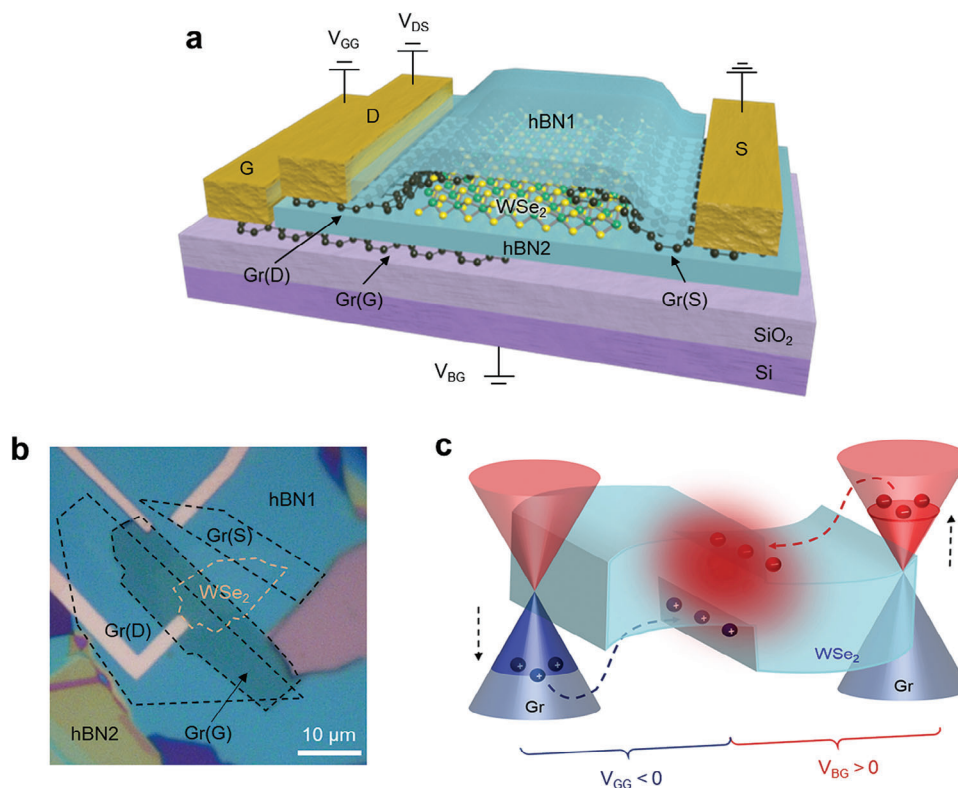 a
V_GG
V_DS
G
D
hBN1
S
WSe₂
hBN2
Gr(D)
Gr(G)
Gr(S)
SiO₂
Si
V_BG
b
hBN1
Gr(S)
WSe₂
Gr(D)
Gr(G)
hBN2
10 μm
c
+ + +
− − −
− − −
+ + +
WSe₂
Gr
Gr
V_GG < 0
V_BG > 0